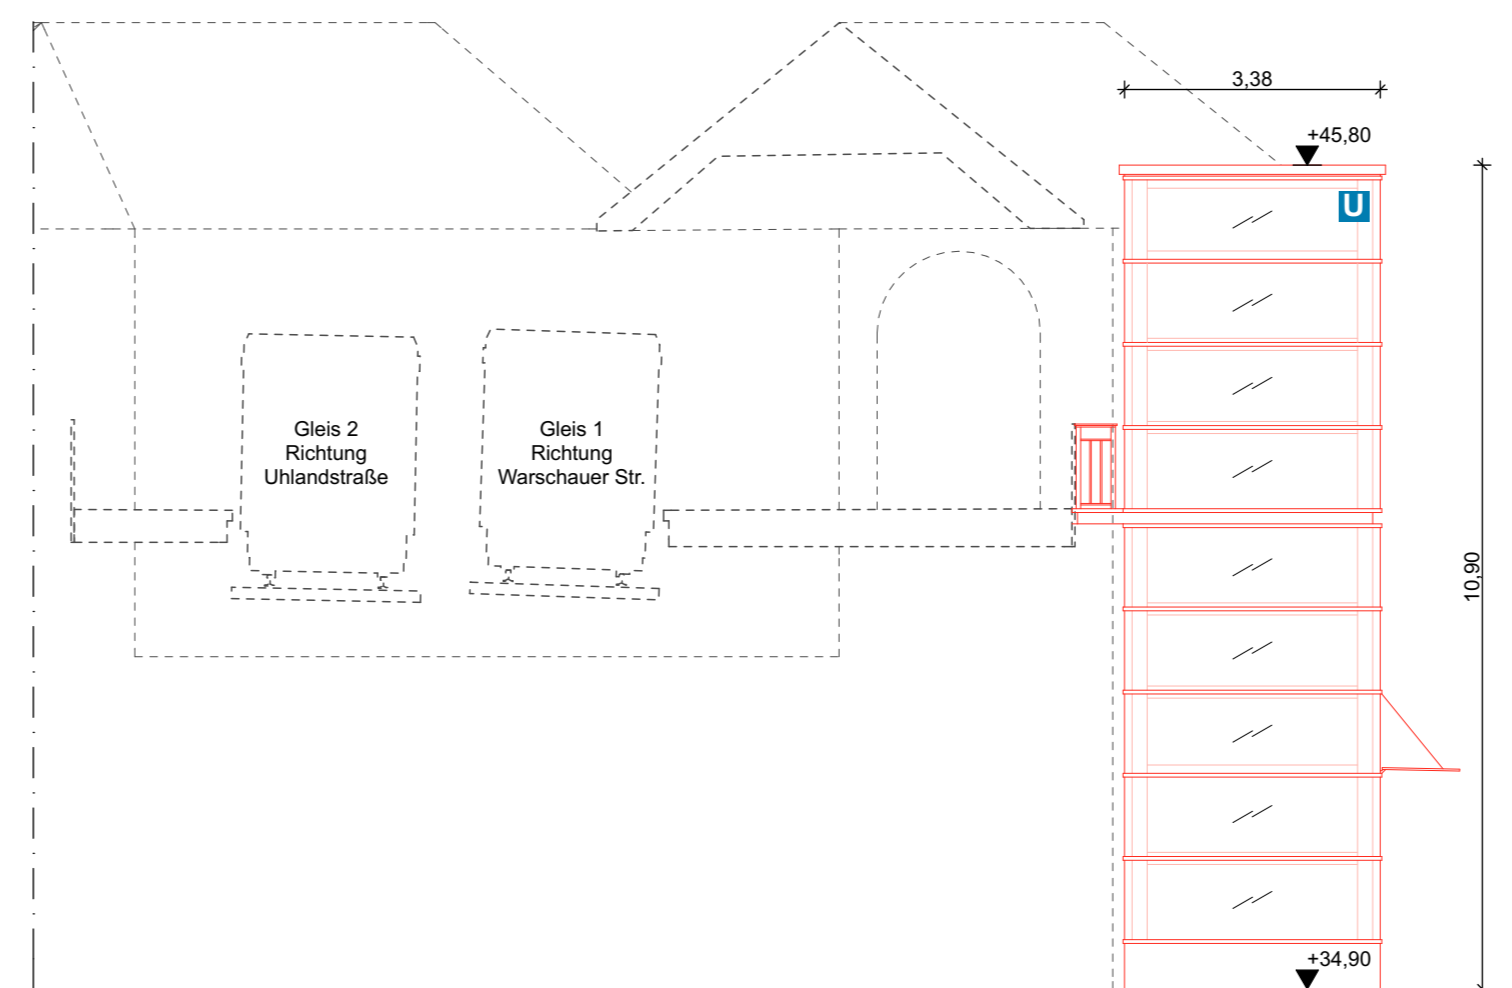 3,38
+45,80
U
Gleis 2
Richtung
Uhlandstraße
Gleis 1
Richtung
Warschauer Str.
10,90
+34,90